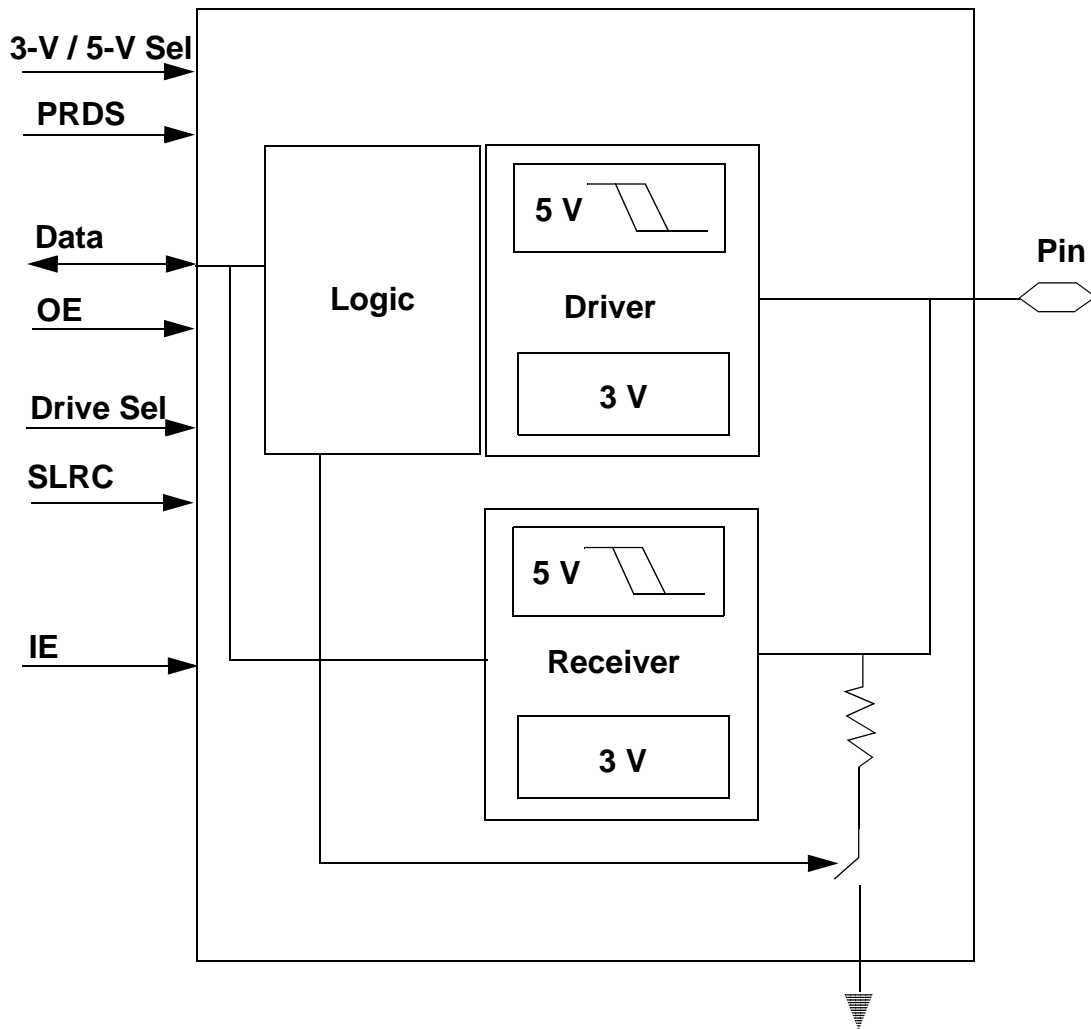 3-V / 5-V Sel
PRDS
Data
OE
Drive Sel
SLRC
IE
Logic
5 V
Driver
3 V
5 V
Receiver
3 V
Pin